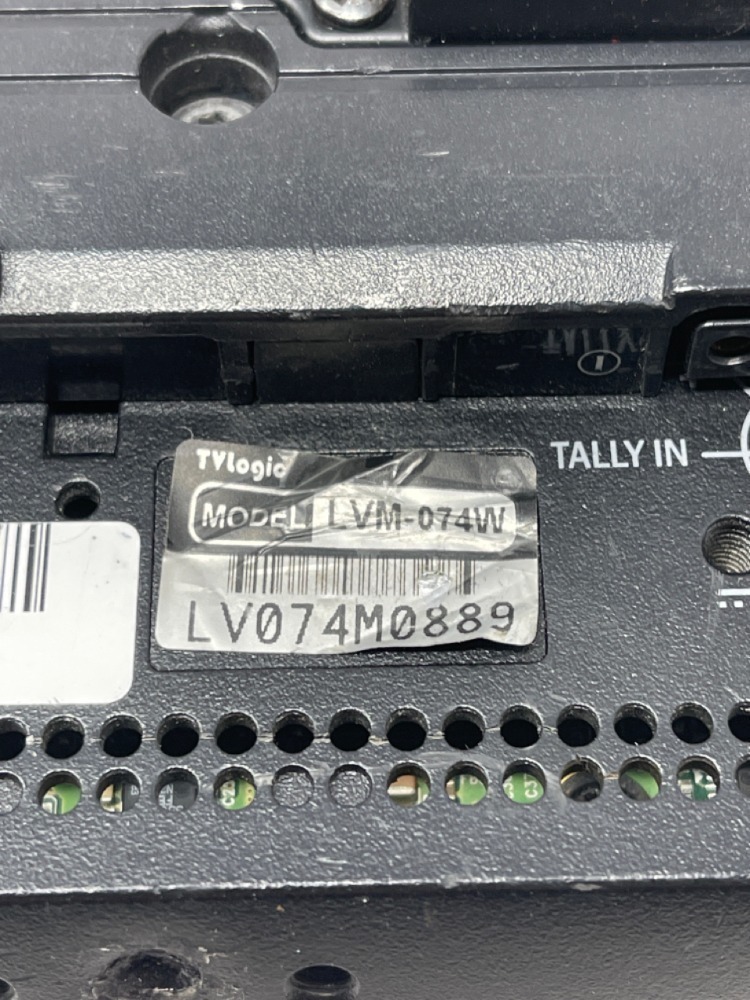 TALLY IN
TVlogic
MODEL LVM-074W
LV074M0889